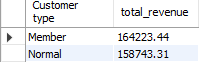 Customer type total_revenue
Member 164223.44
Normal 158743.31